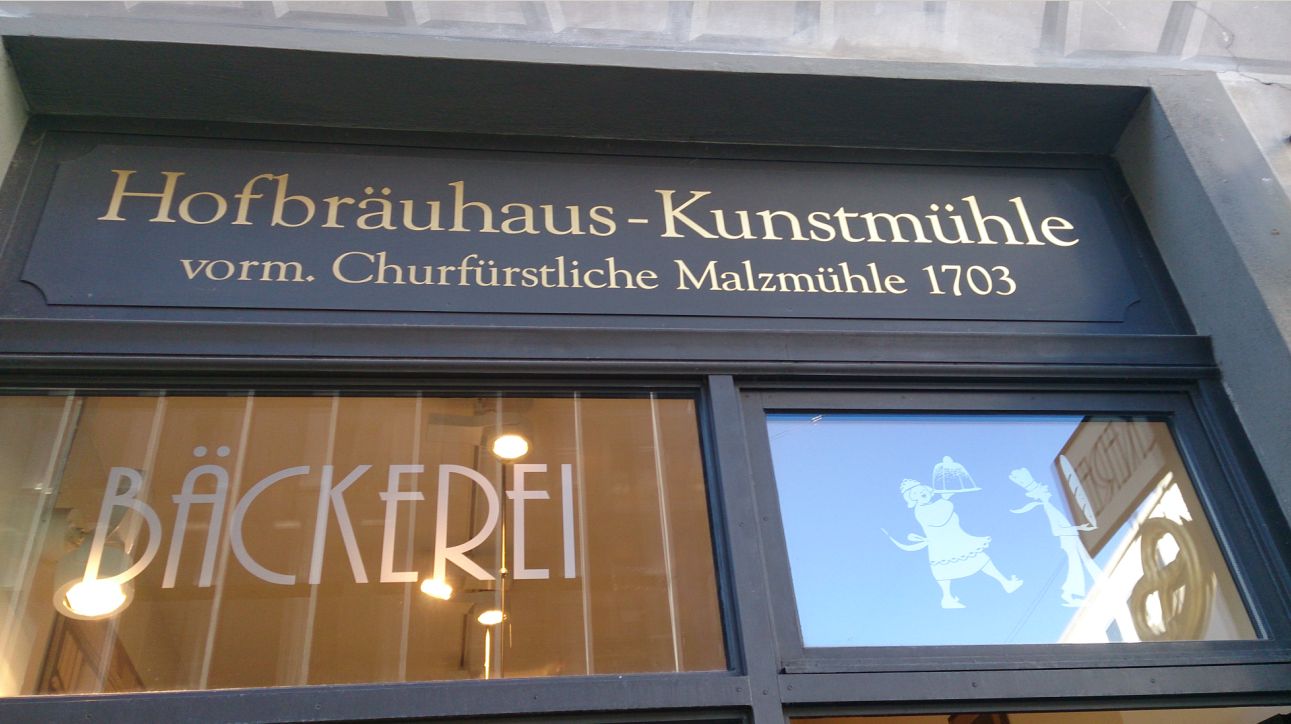 Hofbräuhaus-Kunstmühle
vorm. Churfürstliche Malzmühle 1703
BÄCKEREI